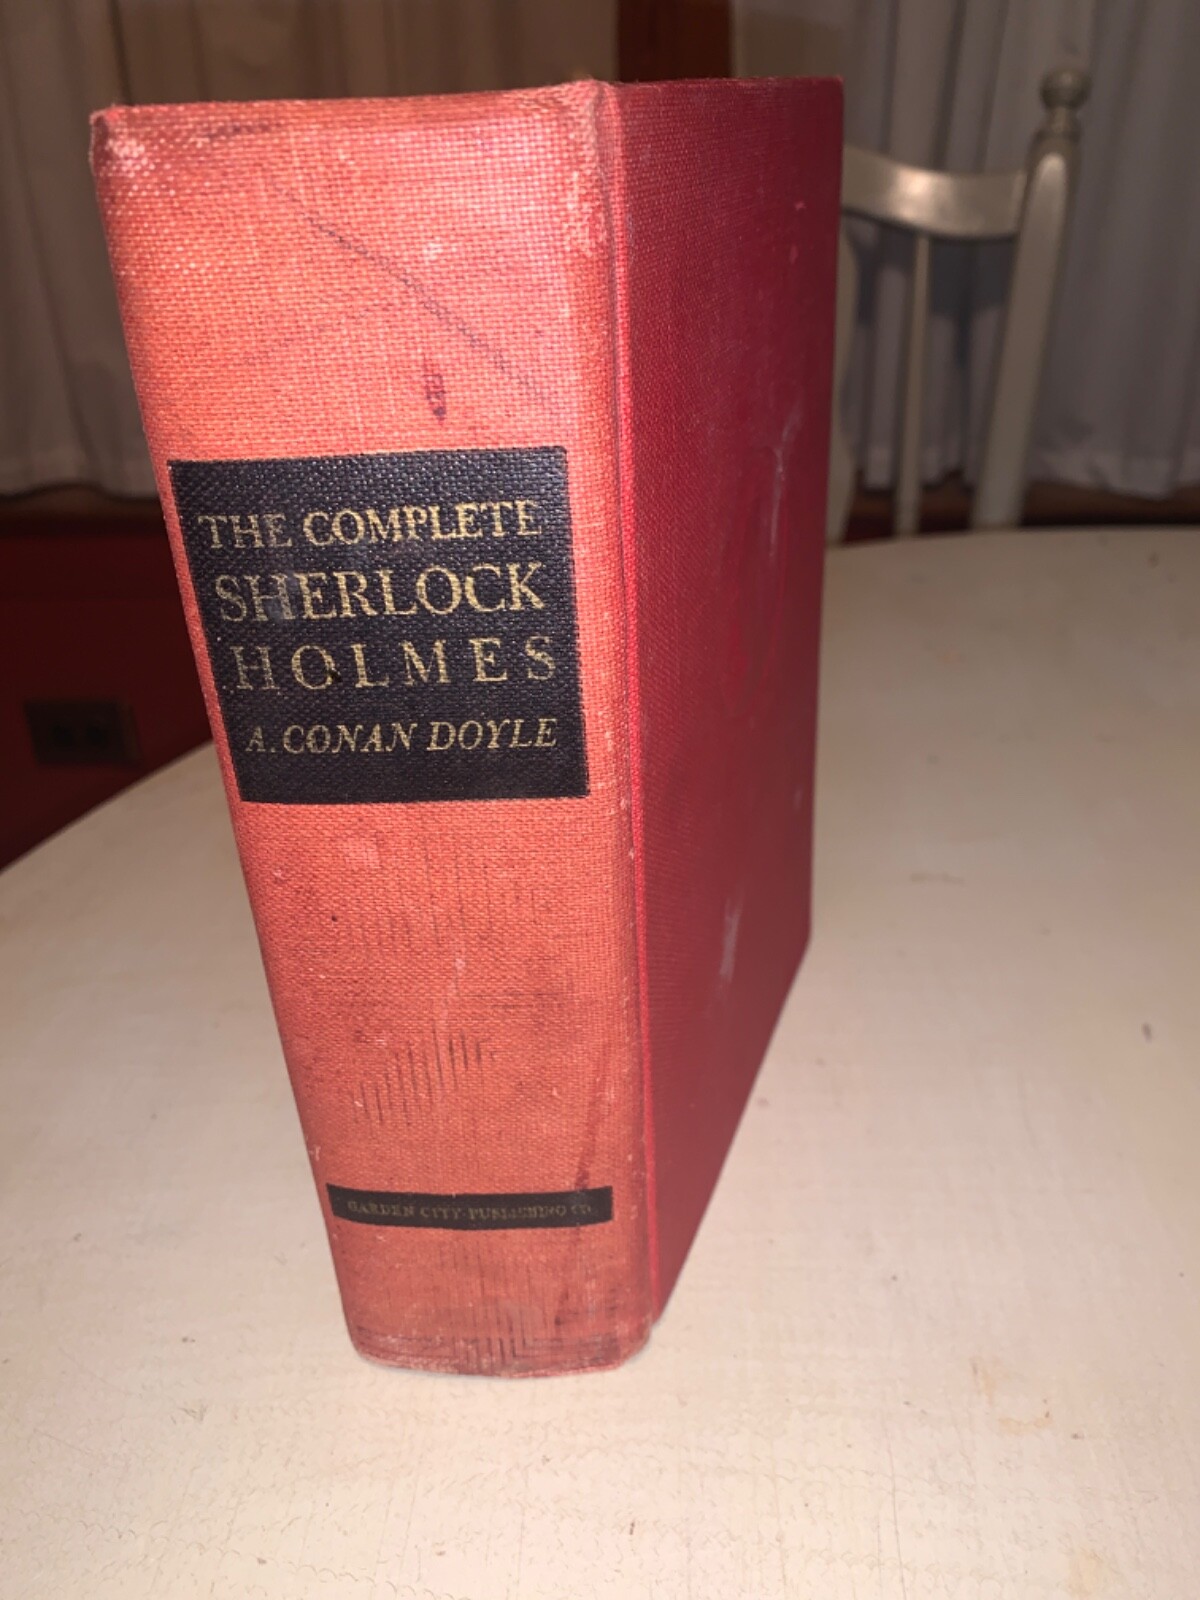 THE COMPLETE
SHERLOCK
HOLMES
A. CONAN DOYLE
GARDEN CITY PUBLISHING CO.